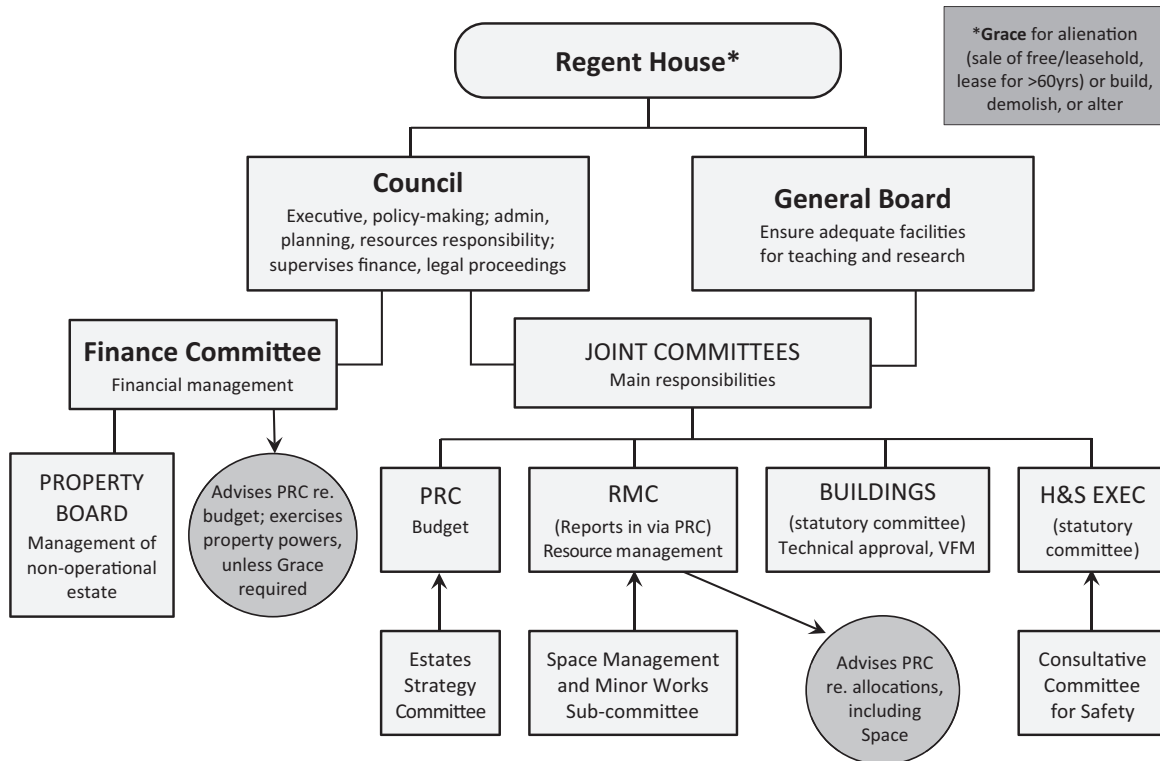 Regent House*
*Grace for alienation
(sale of free/leasehold,
lease for >60yrs) or build,
demolish, or alter
Council
Executive, policy-making; admin,
planning, resources responsibility;
supervises finance, legal proceedings
General Board
Ensure adequate facilities
for teaching and research
Finance Committee
Financial management
JOINT COMMITTEES
Main responsibilities
PROPERTY
BOARD
Management of
non-operational
estate
Advises PRC re.
budget; exercises
property powers,
unless Grace
required
PRC
Budget
RMC
(Reports in via PRC)
Resource management
BUILDINGS
(statutory committee)
Technical approval, VFM
H&S EXEC
(statutory
committee)
Estates
Strategy
Committee
Space Management
and Minor Works
Sub-committee
Advises PRC
re. allocations,
including
Space
Consultative
Committee
for Safety